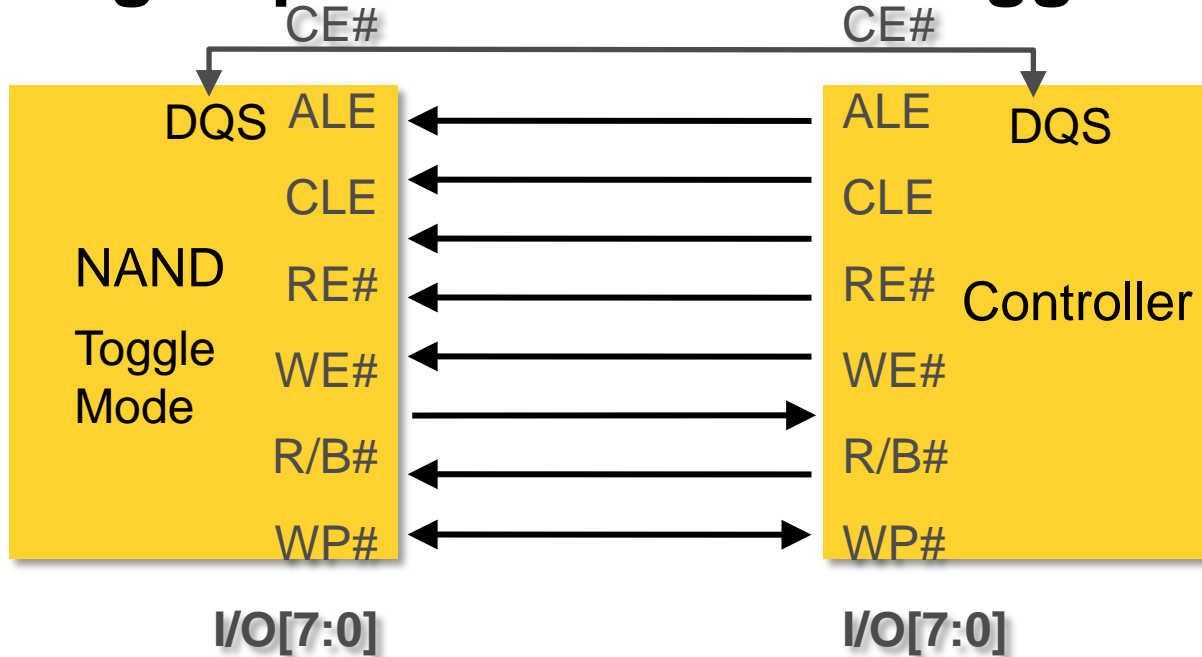 CE# CE#
DQS ALE ALE DQS
CLE CLE
NAND RE# RE# Controller
Toggle WE# WE#
Mode
R/B# R/B#
WP# WP#
I/O[7:0] I/O[7:0]